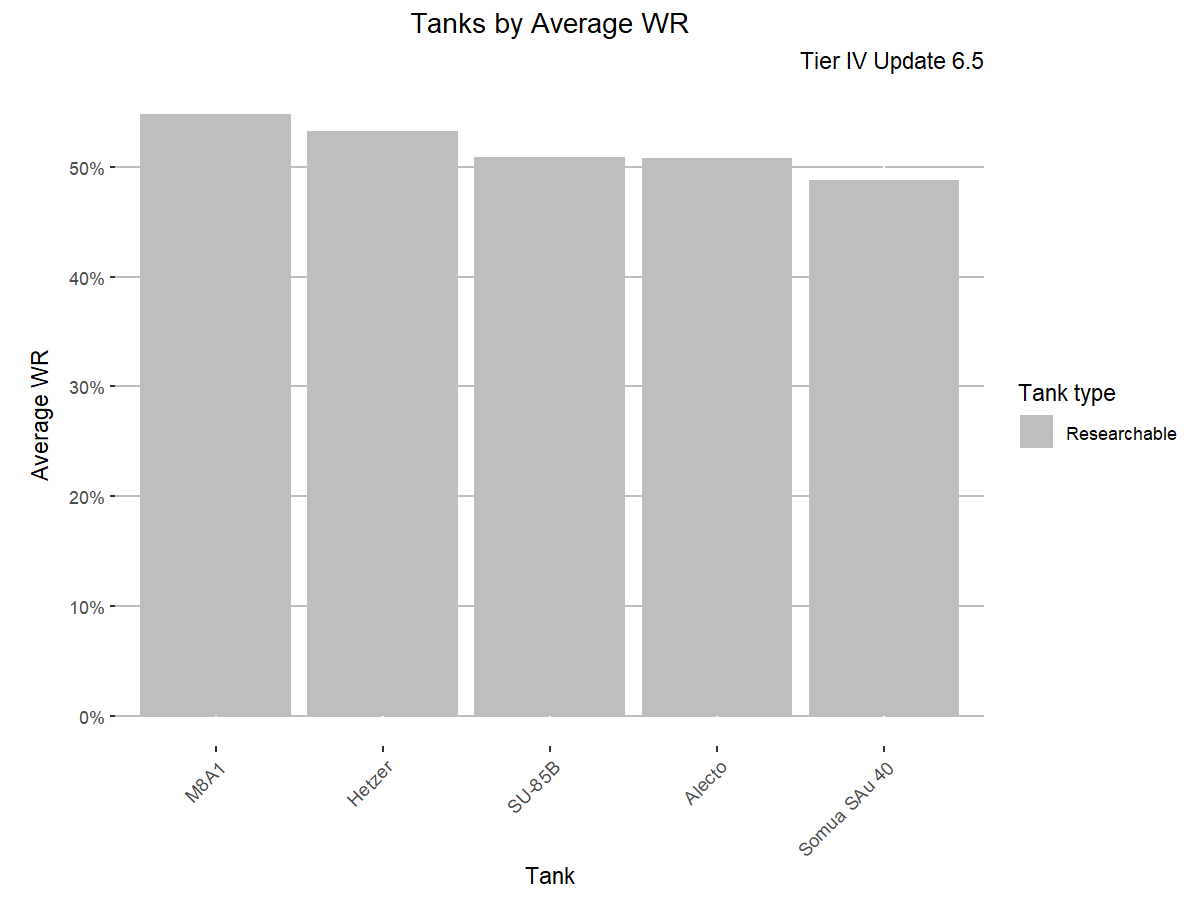 Tanks by Average WR
Tier IV Update 6.5
Average WR
50%
40%
30%
20%
10%
0%
M8A1
Hetzer
SU-85B
Alecto
Somua SAu 40
Tank
Tank type
Researchable